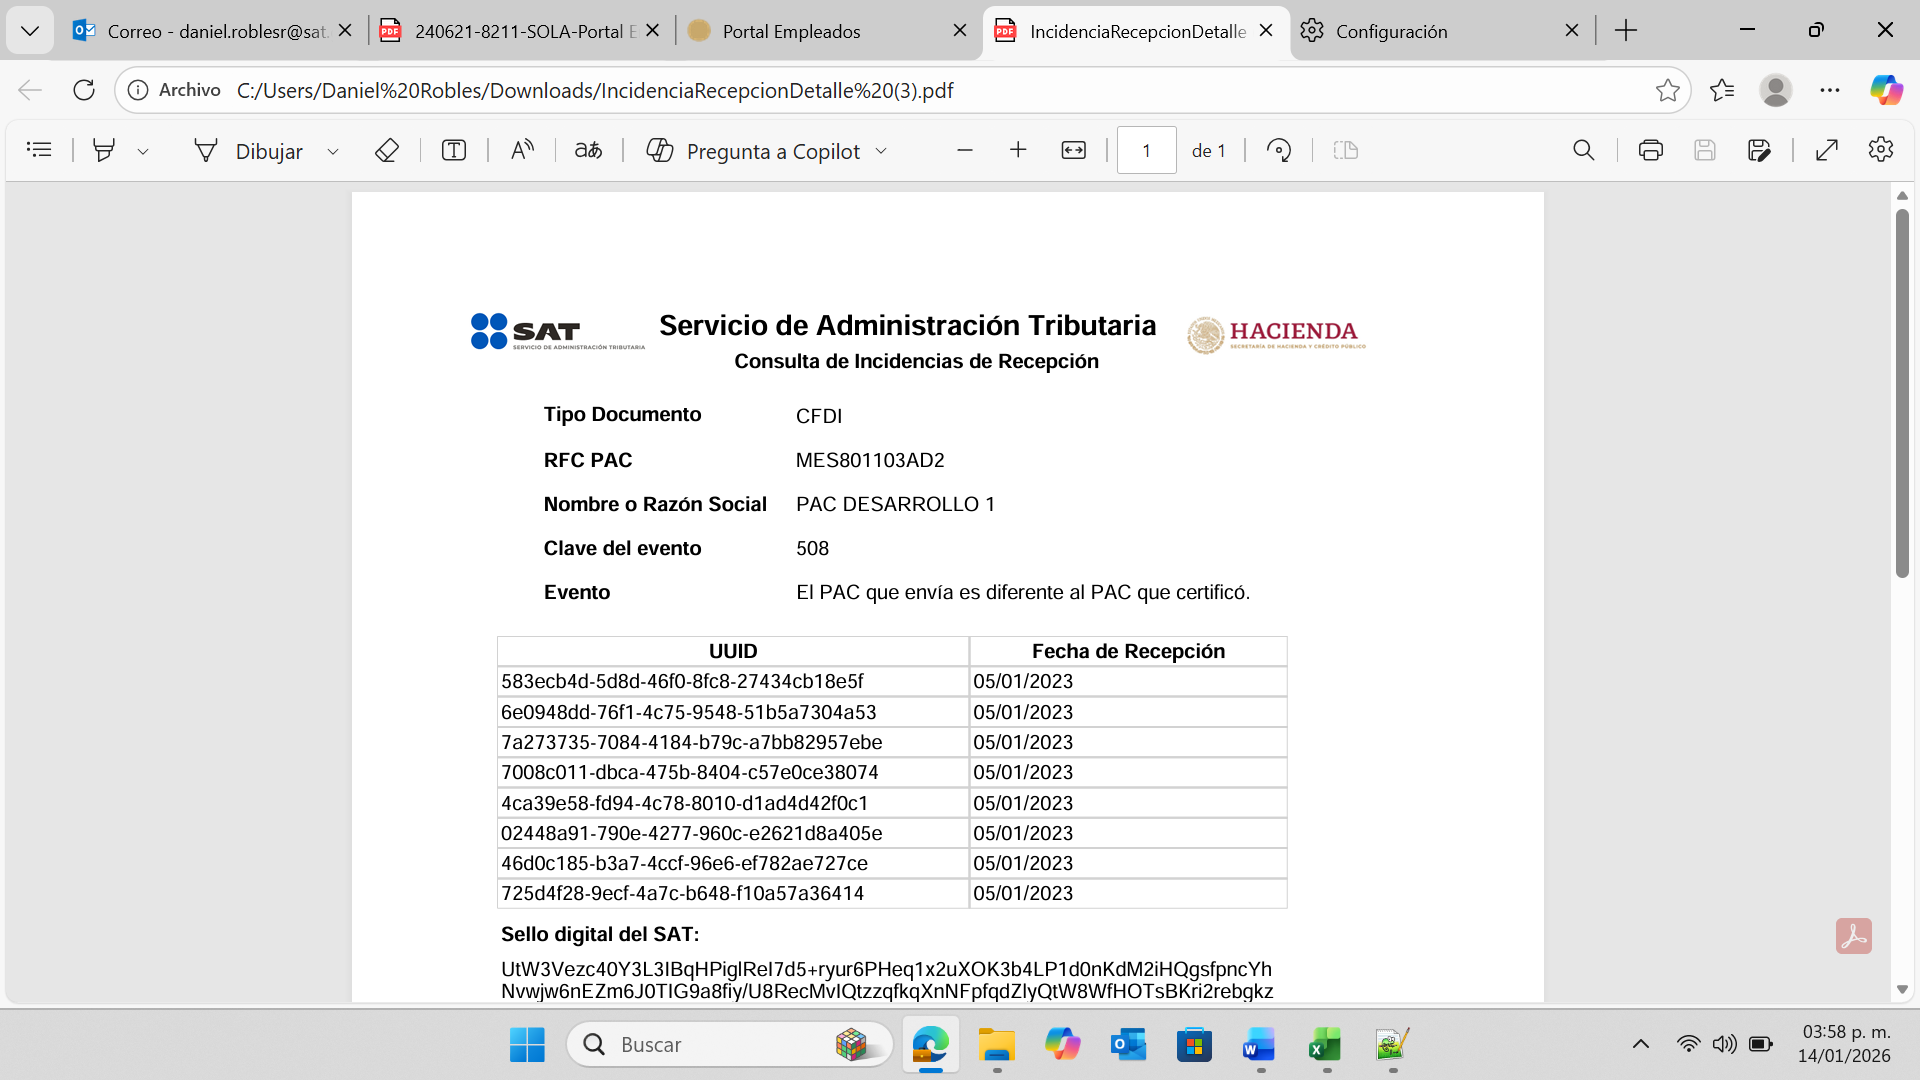 Correo - daniel.roblesr@sat.
240621-8211-SOLA-Portal E
Portal Empleados
IncidenciaRecepcionDetalle
Configuración
Archivo C:/Users/Daniel%20Robles/Downloads/IncidenciaRecepcionDetalle%20(3).pdf
Dibujar
Pregunta a Copilot
1 de 1
SAT
SERVICIO DE ADMINISTRACIÓN TRIBUTARIA
Servicio de Administración Tributaria
HACIENDA
SECRETARÍA DE HACIENDA Y CRÉDITO PÚBLICO
Consulta de Incidencias de Recepción
Tipo Documento CFDI
RFC PAC MES801103AD2
Nombre o Razón Social PAC DESARROLLO 1
Clave del evento 508
Evento El PAC que envía es diferente al PAC que certificó.
UUID Fecha de Recepción
583ecb4d-5d8d-46f0-8fc8-27434cb18e5f 05/01/2023
6e0948dd-76f1-4c75-9548-51b5a7304a53 05/01/2023
7a273735-7084-4184-b79c-a7bb82957ebe 05/01/2023
7008c011-dbca-475b-8404-c57e0ce38074 05/01/2023
4ca39e58-fd94-4c78-8010-d1ad4d42f0c1 05/01/2023
02448a91-790e-4277-960c-e2621d8a405e 05/01/2023
46d0c185-b3a7-4ccf-96e6-ef782ae727ce 05/01/2023
725d4f28-9ecf-4a7c-b648-f10a57a36414 05/01/2023
Sello digital del SAT:
UtW3Vezc40Y3L3IBqHPiglReI7d5+ryur6PHeq1x2uXOK3b4LP1d0nKdM2iHQgsfpncYh
Nvwjw6nEZm6J0TIG9a8fiy/U8RecMvIQtzzqfkqXnNFpfqdZIyQtW8WfHOTsBKri2rebgkz
Buscar
03:58 p. m.
14/01/2026